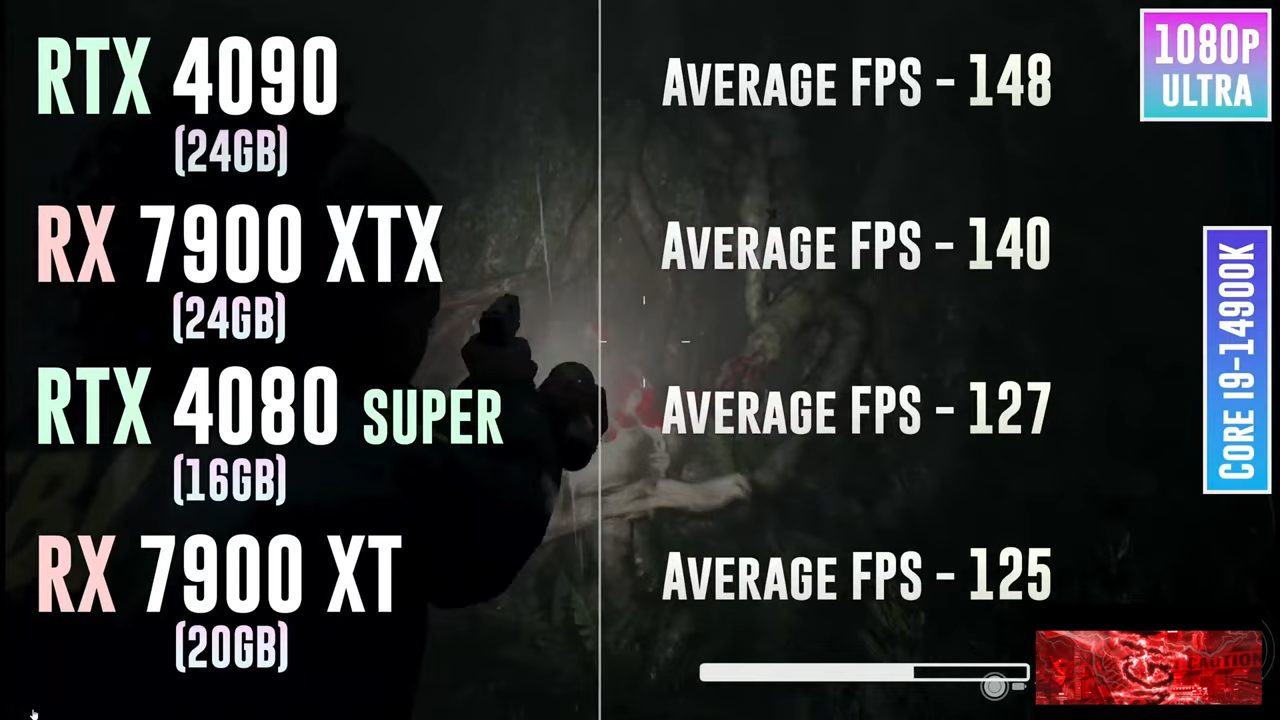 RTX 4090
(24GB)
Average FPS - 148
1080p
ULTRA
RX 7900 XTX
(24GB)
Average FPS - 140
RTX 4080 SUPER
(16GB)
Average FPS - 127
CORE i9-14900K
RX 7900 XT
(20GB)
Average FPS - 125
CAUTION